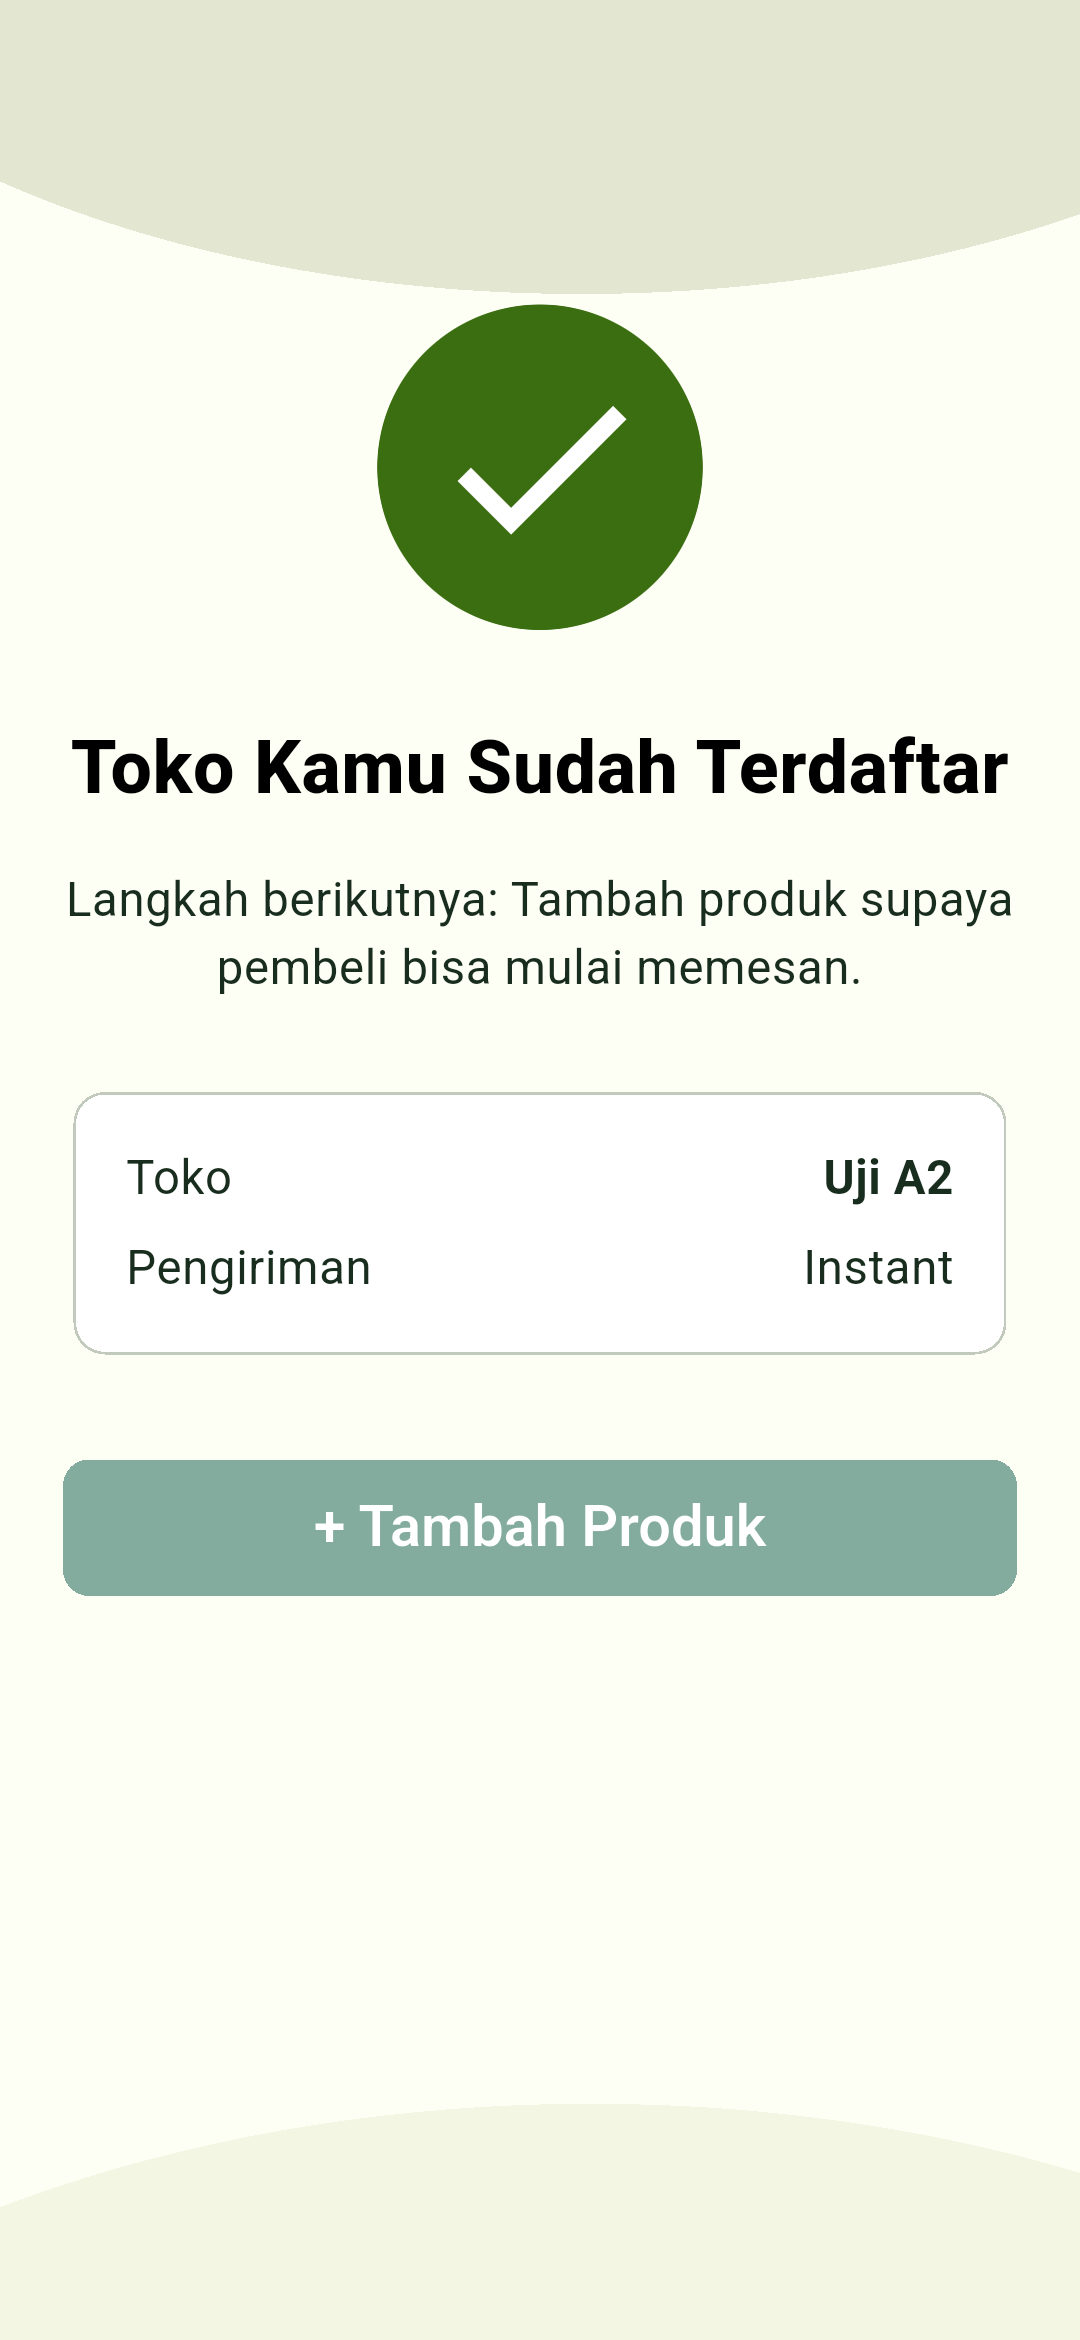 Toko Kamu Sudah Terdaftar
Langkah berikutnya: Tambah produk supaya
pembeli bisa mulai memesan.
Toko Uji A2
Pengiriman Instant
+ Tambah Produk